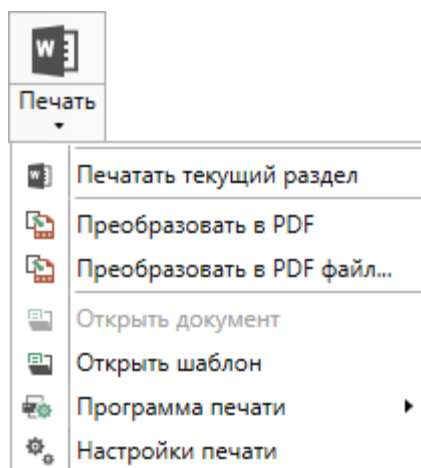 W
Печать
Печатать текущий раздел
Преобразовать в PDF
Преобразовать в PDF файл...
Открыть документ
Открыть шаблон
Программа печати
Настройки печати